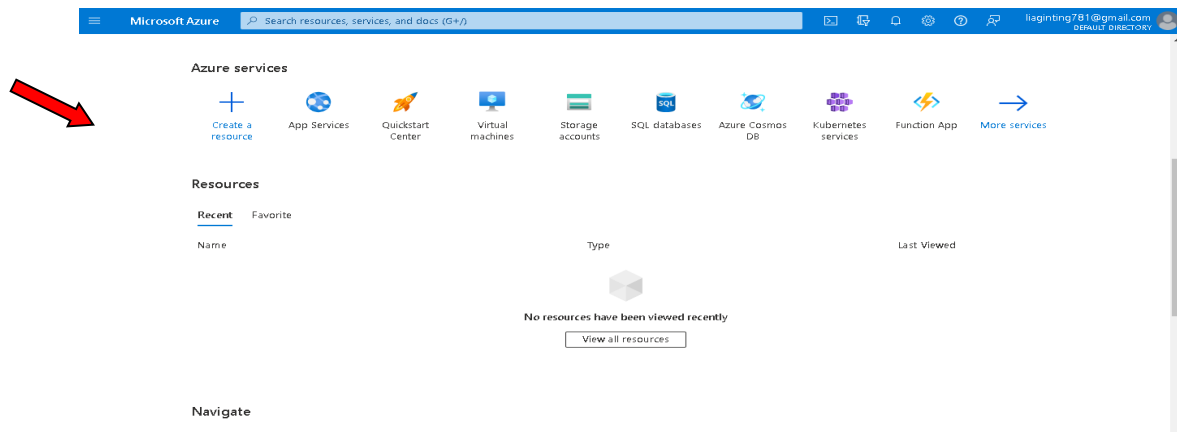 Microsoft Azure
Search resources, services, and docs (G+/)
liaginting781@gmail.com
DEFAULT DIRECTORY
Azure services
Create a resource
App Services
Quickstart Center
Virtual machines
Storage accounts
SQL
SQL databases
Azure Cosmos DB
Kubernetes services
Function App
More services
Resources
Recent Favorite
Name Type Last Viewed
No resources have been viewed recently
View all resources
Navigate